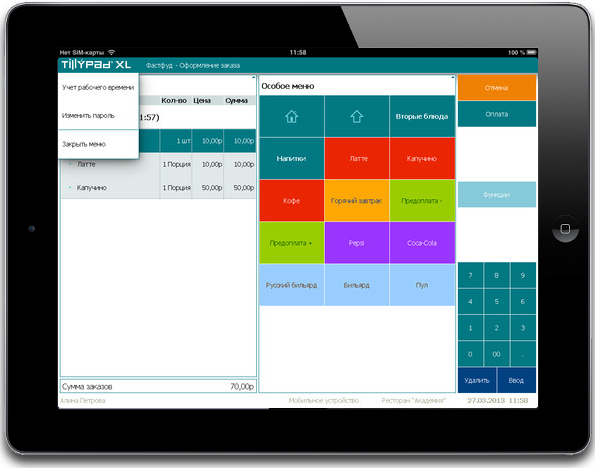 Нет SIM-карты
11:58
100 %
TillYPad XL
Фастфуд - Оформление заказа
Учет рабочего времени
Изменить пароль
Закрыть меню
Кол-во Цена Сумма
1:57)
1 шт 10,00р 10,00р
Латте 1 Порция 10,00р 10,00р
Капучино 1 Порция 50,00р 50,00р
Сумма заказов 70,00р
Особое меню
Вторые блюда
Напитки Латте Капучино
Кофе Горячий завтрак Предоплата -
Предоплата + Pepsi Coca-Cola
Русский бильярд Бильярд Пул
Отмена
Оплата
Функции
7 8 9
4 5 6
1 2 3
0 00 .
Удалить Ввод
Алина Петрова Мобильное устройство Ресторан "Академия" 27.03.2013 11:58